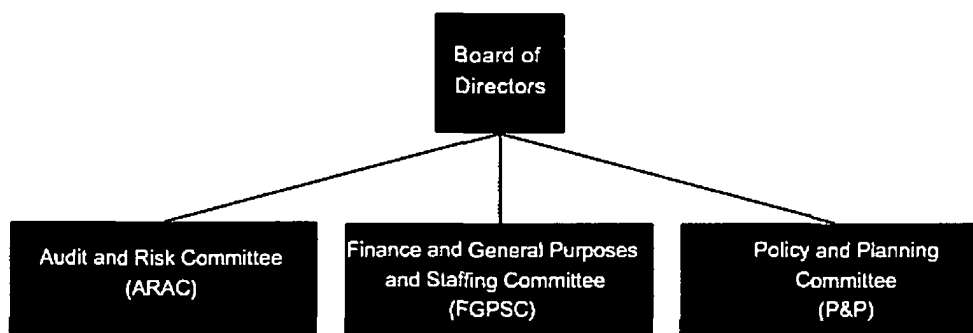 Board of
Directors
Audit and Risk Committee
(ARAC)
Finance and General Purposes
and Staffing Committee
(FGPSC)
Policy and Planning
Committee
(P&P)